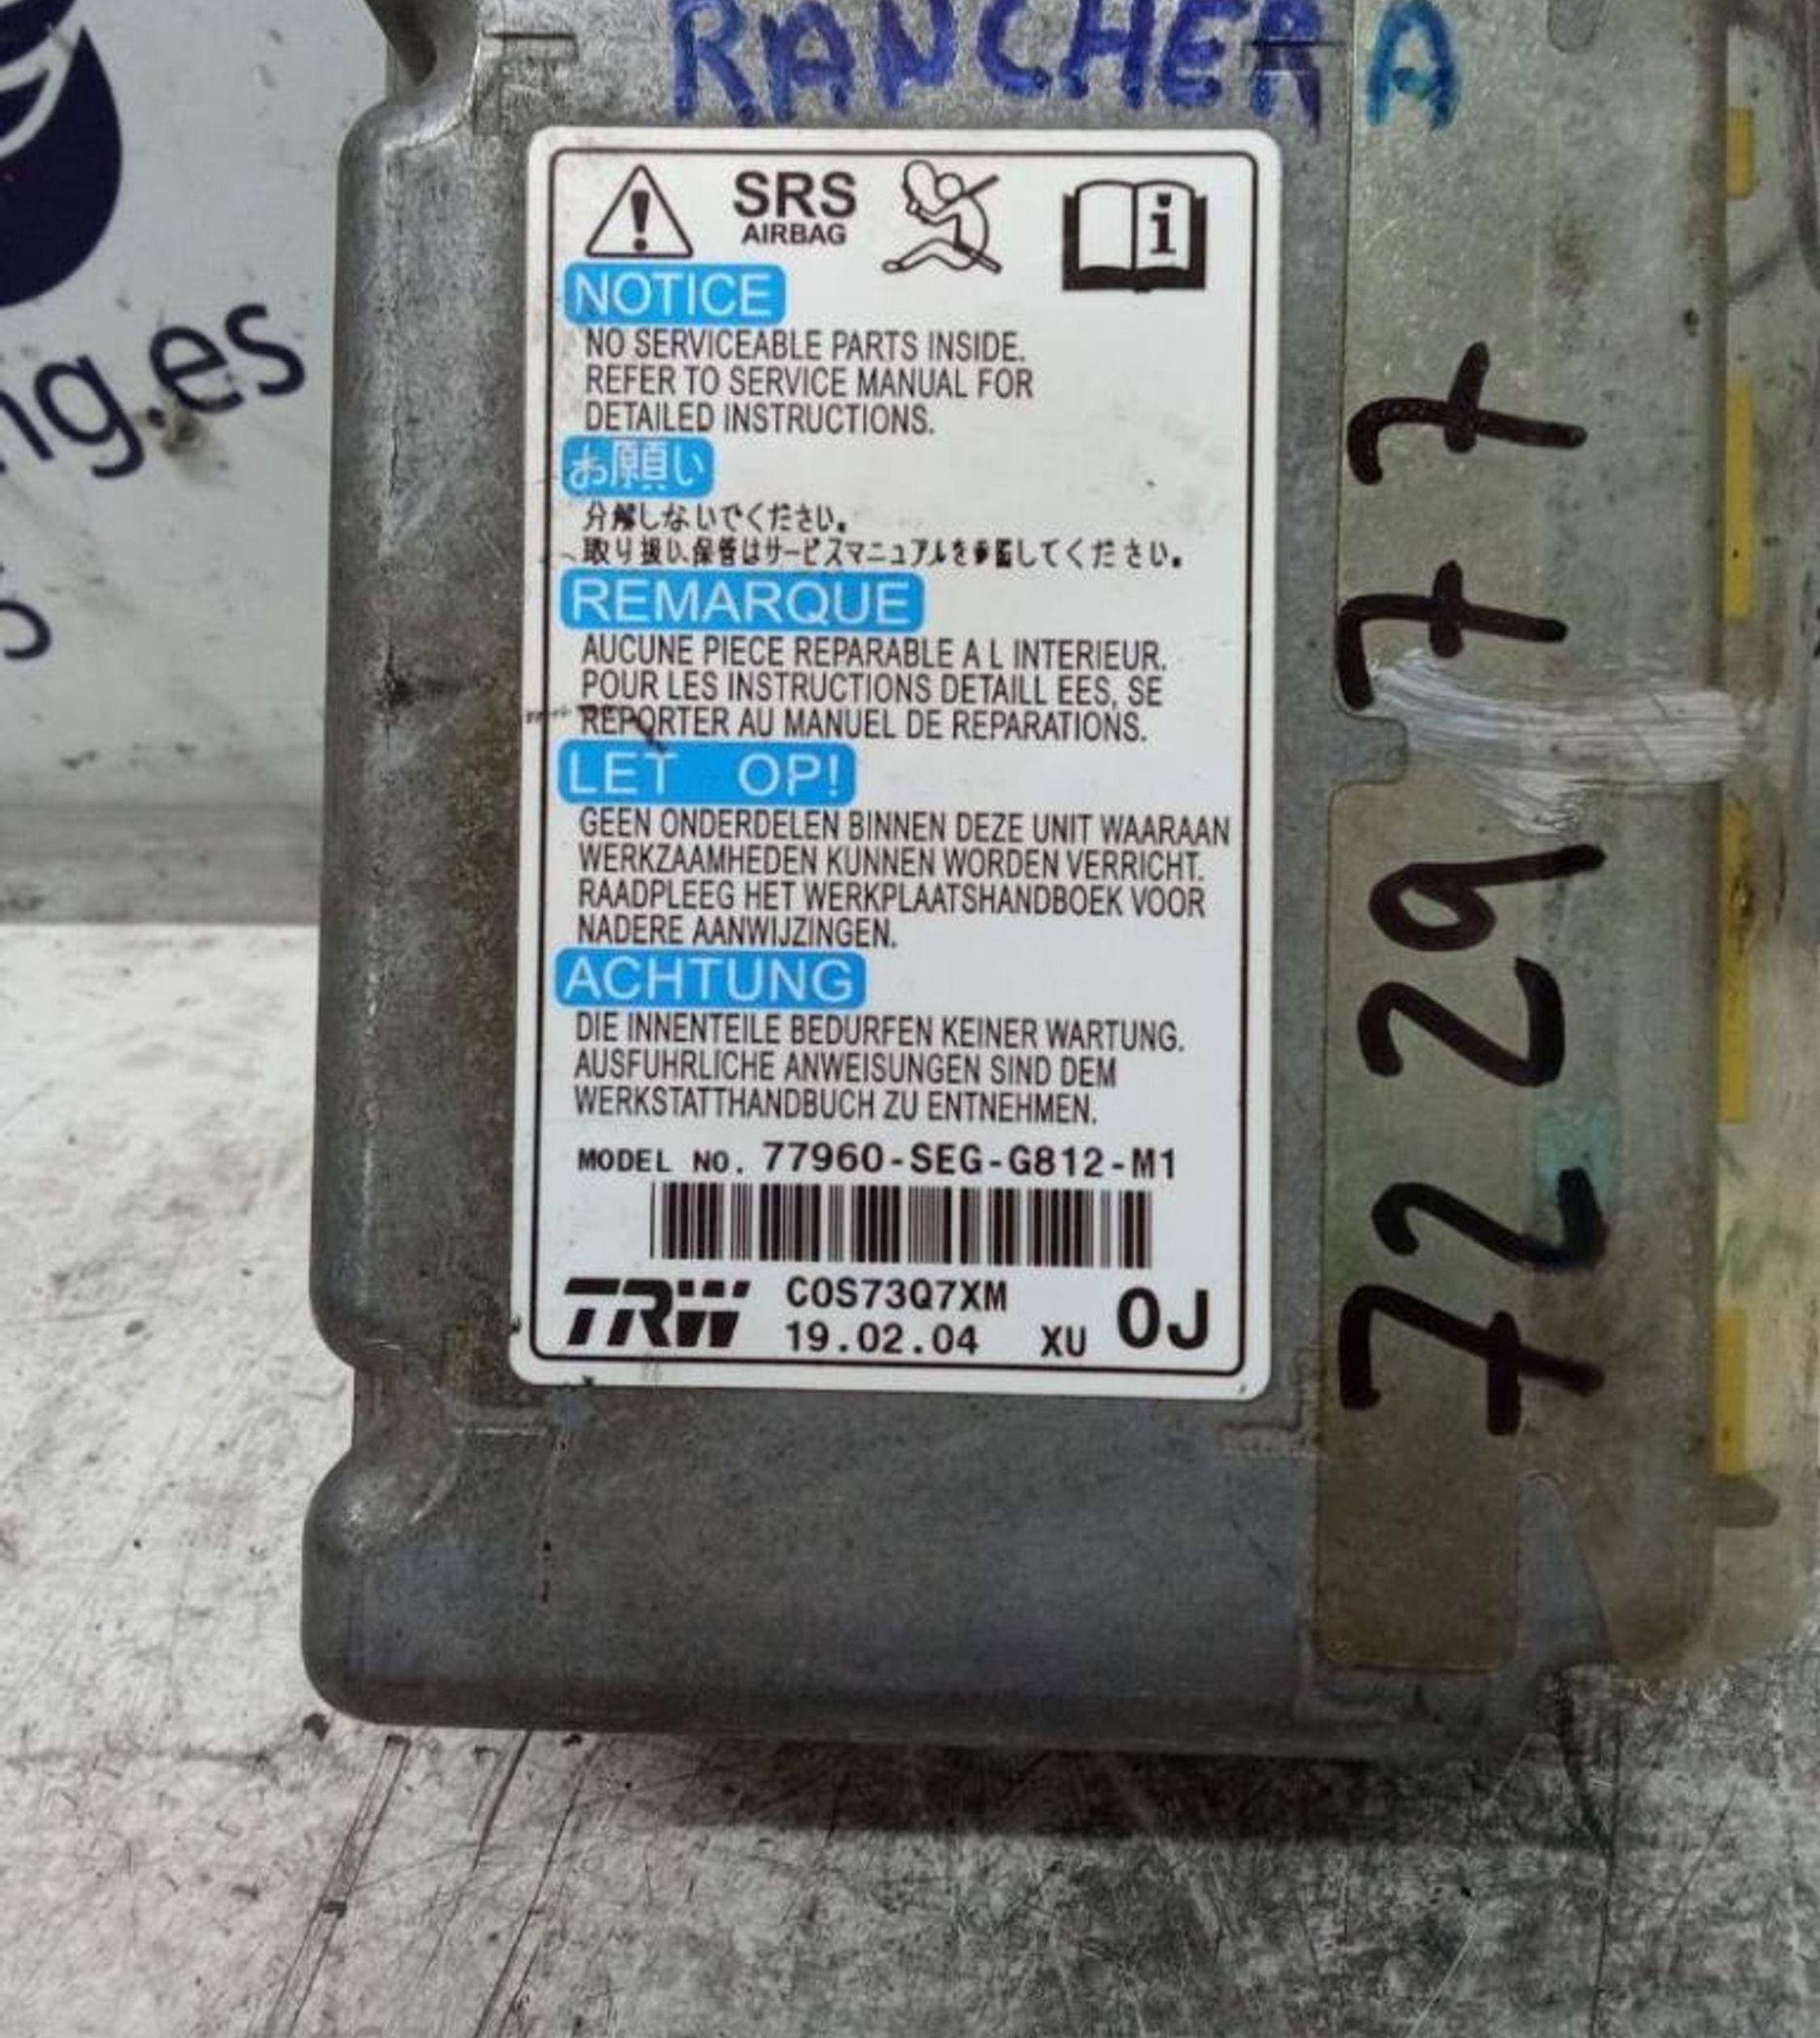 RANCHERA
SRS
AIRBAG
i
NOTICE
NO SERVICEABLE PARTS INSIDE.
REFER TO SERVICE MANUAL FOR
DETAILED INSTRUCTIONS.
お願い
分解しないでください。
取り扱い、保管はサービスマニュアルを参照してください。
REMARQUE
AUCUNE PIECE REPARABLE A L INTERIEUR.
POUR LES INSTRUCTIONS DETAILL EES, SE
REPORTER AU MANUEL DE REPARATIONS.
LET OP!
GEEN ONDERDELEN BINNEN DEZE UNIT WAARAAN
WERKZAAMHEDEN KUNNEN WORDEN VERRICHT.
RAADPLEEG HET WERKPLAATSHANDBOEK VOOR
NADERE AANWIJZINGEN.
ACHTUNG
DIE INNENTEILE BEDURFEN KEINER WARTUNG.
AUSFUHRLICHE ANWEISUNGEN SIND DEM
WERKSTATTHANDBUCH ZU ENTNEHMEN.
MODEL NO. 77960-SEG-G812-M1
TRW C0S73Q7XM
19.02.04 XU 0J
722977
ng.es